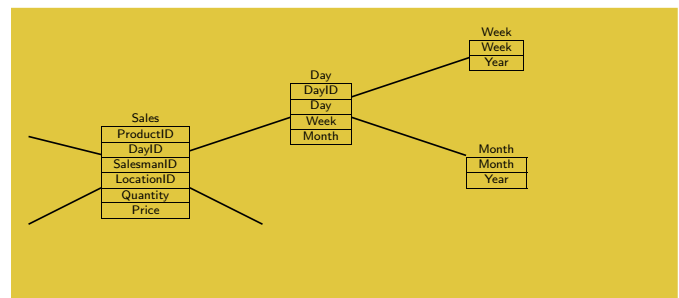 Week
Week
Year
Day
DayID
Day
Week
Month
Sales
ProductID
DayID
SalesmanID
LocationID
Quantity
Price
Month
Month
Year